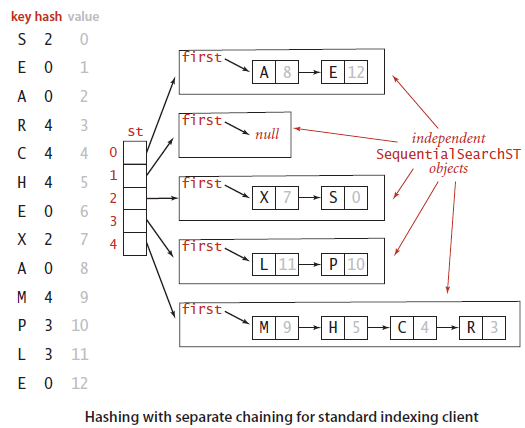 key hash value
S 2 0
E 0 1
A 0 2
R 4 3
C 4 4
H 4 5
E 0 6
X 2 7
A 0 8
M 4 9
P 3 10
L 3 11
E 0 12
st
0
1
2
3
4
first
A 8 E 12
first
null
first
X 7 S 0
first
L 11 P 10
first
M 9 H 5 C 4 R 3
independent
SequentialSearchST
objects
Hashing with separate chaining for standard indexing client